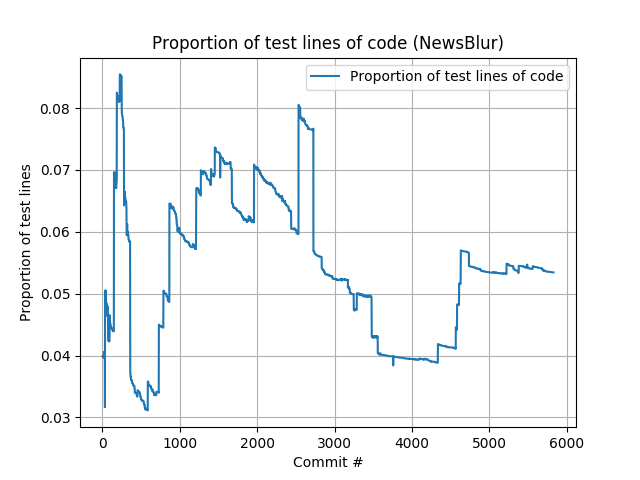 Proportion of test lines of code (NewsBlur)
Proportion of test lines of code
0.08
0.07
0.06
0.05
0.04
0.03
Proportion of test lines
0 1000 2000 3000 4000 5000 6000
Commit #